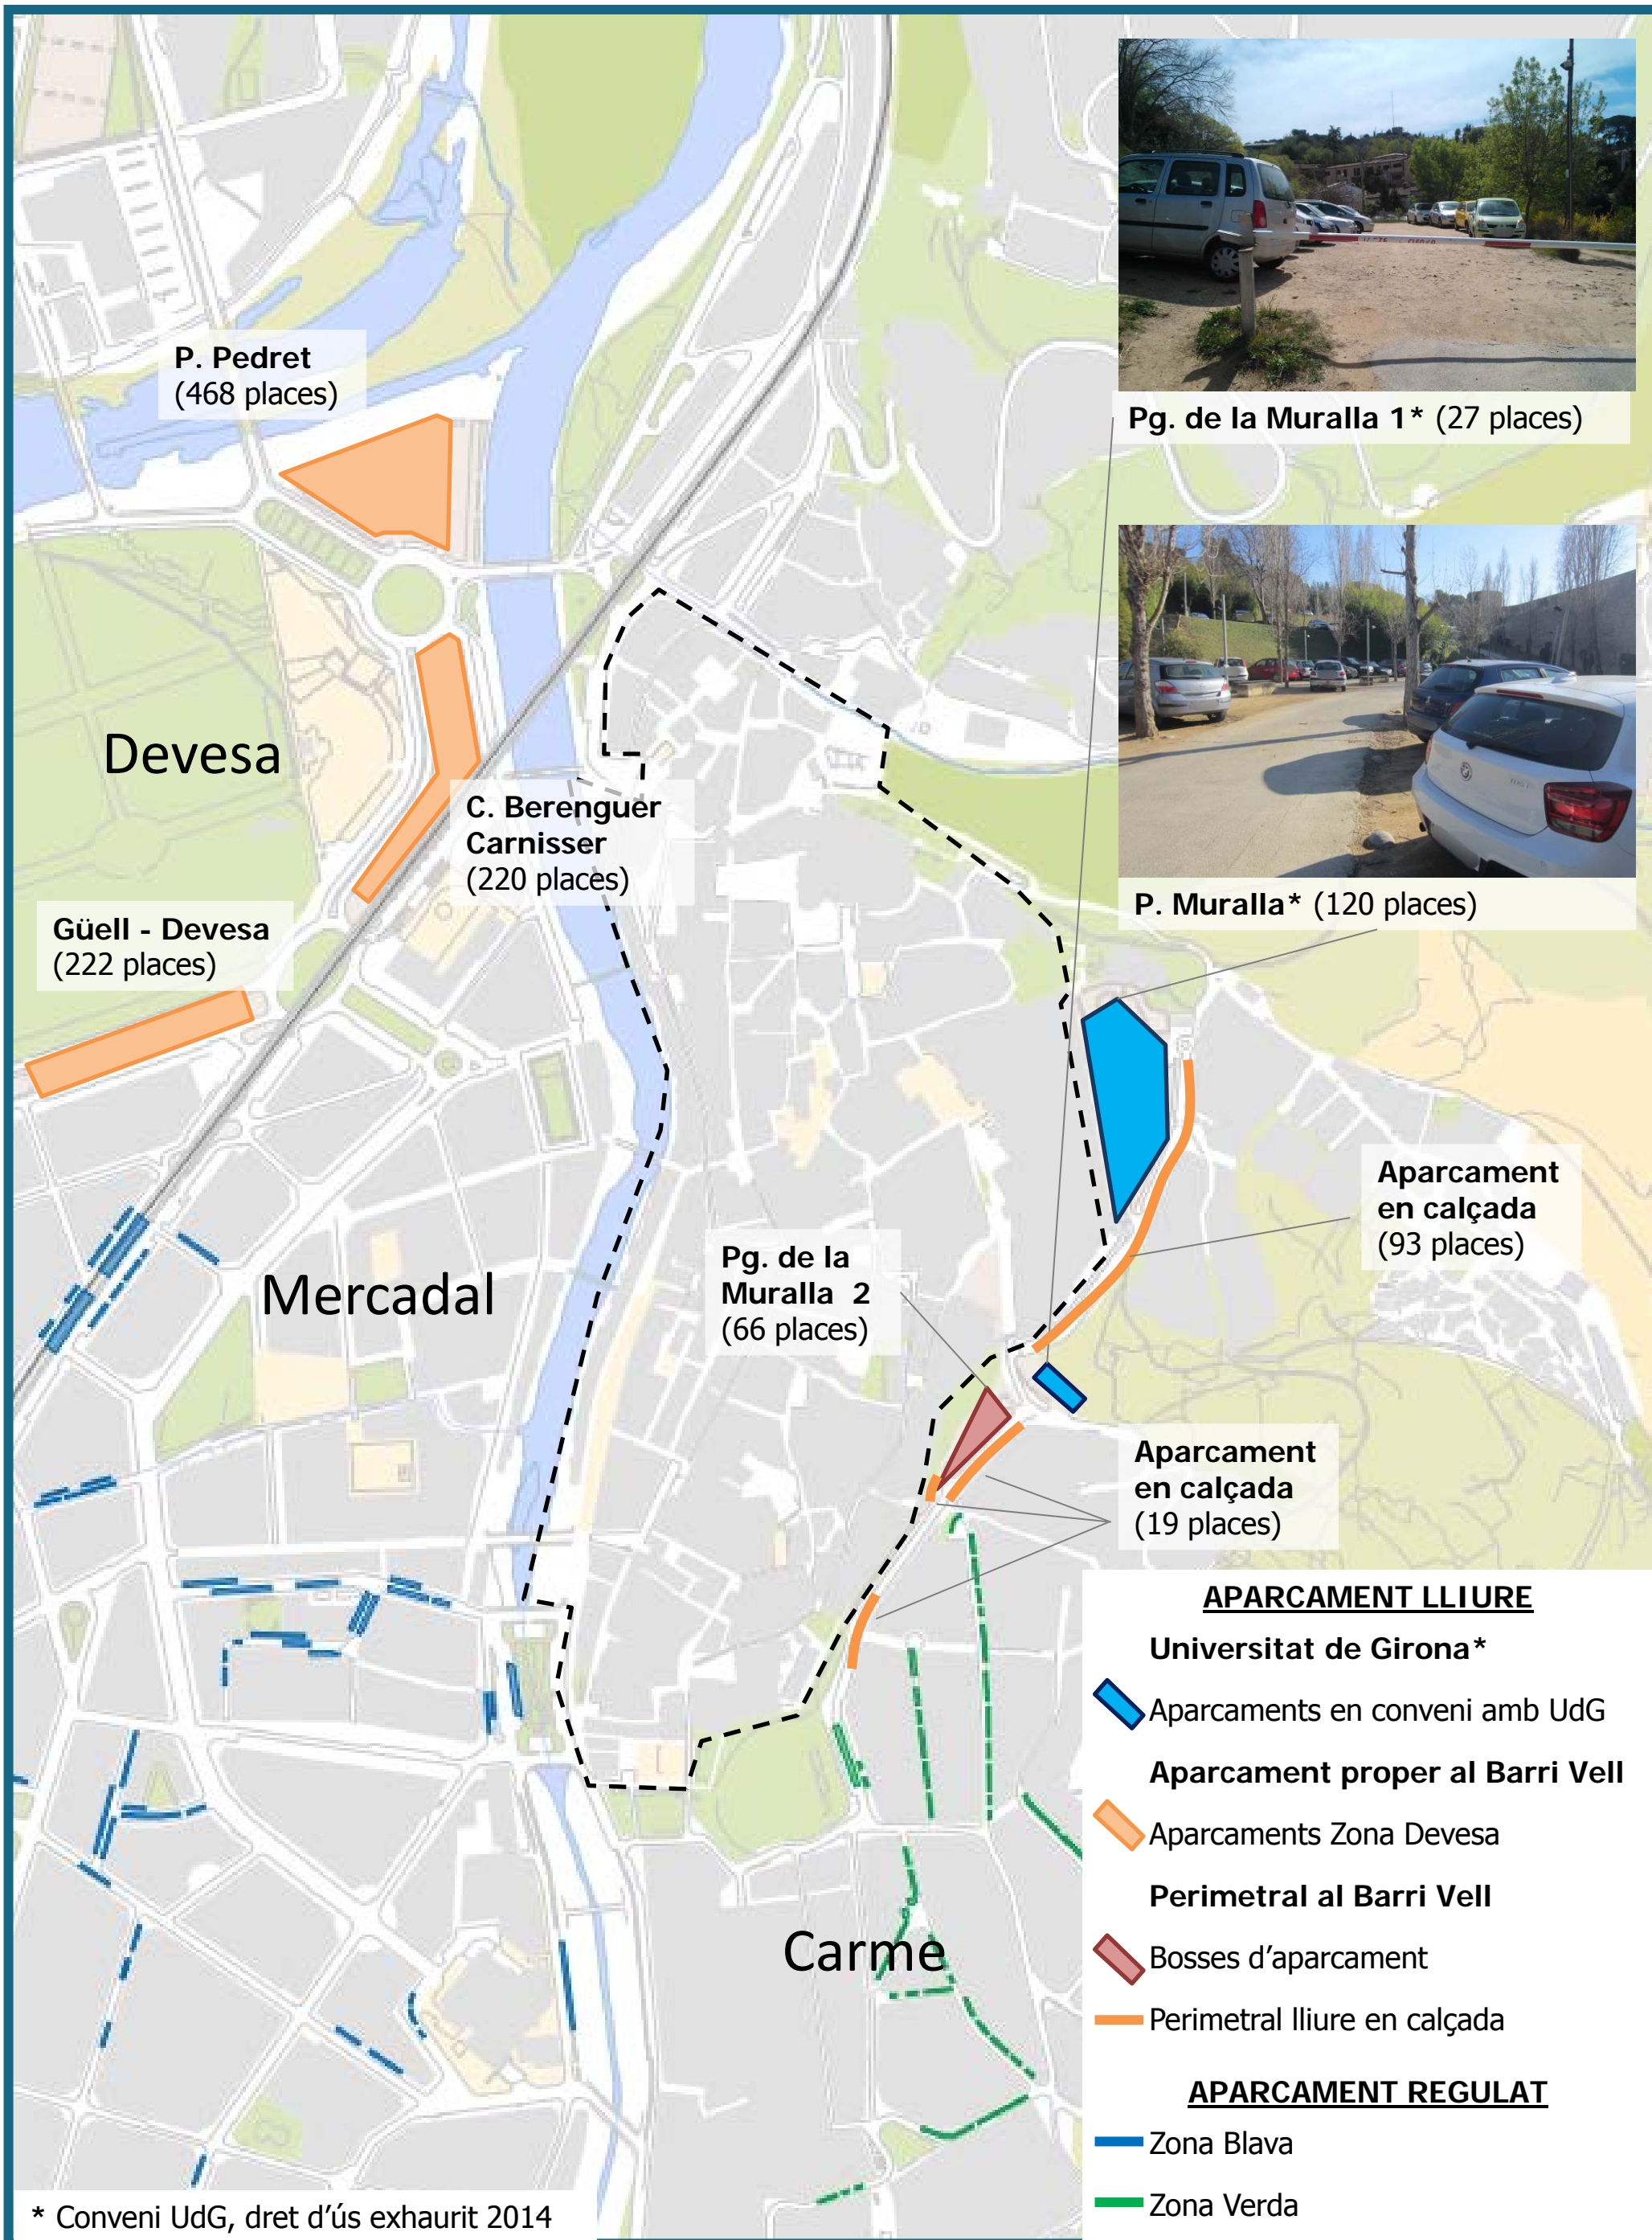 P. Pedret
(468 places)
Pg. de la Muralla 1* (27 places)
Devesa
C. Berenguer
Carnisser
(220 places)
P. Muralla* (120 places)
Güell - Devesa
(222 places)
Aparcament
en calçada
(93 places)
Pg. de la
Muralla 2
(66 places)
Mercadal
Aparcament
en calçada
(19 places)
Carme
APARCAMENT LLIURE
Universitat de Girona*
Aparcaments en conveni amb UdG
Aparcament proper al Barri Vell
Aparcaments Zona Devesa
Perimetral al Barri Vell
Bosses d'aparcament
Perimetral lliure en calçada
APARCAMENT REGULAT
Zona Blava
Zona Verda
* Conveni UdG, dret d'ús exhaurit 2014